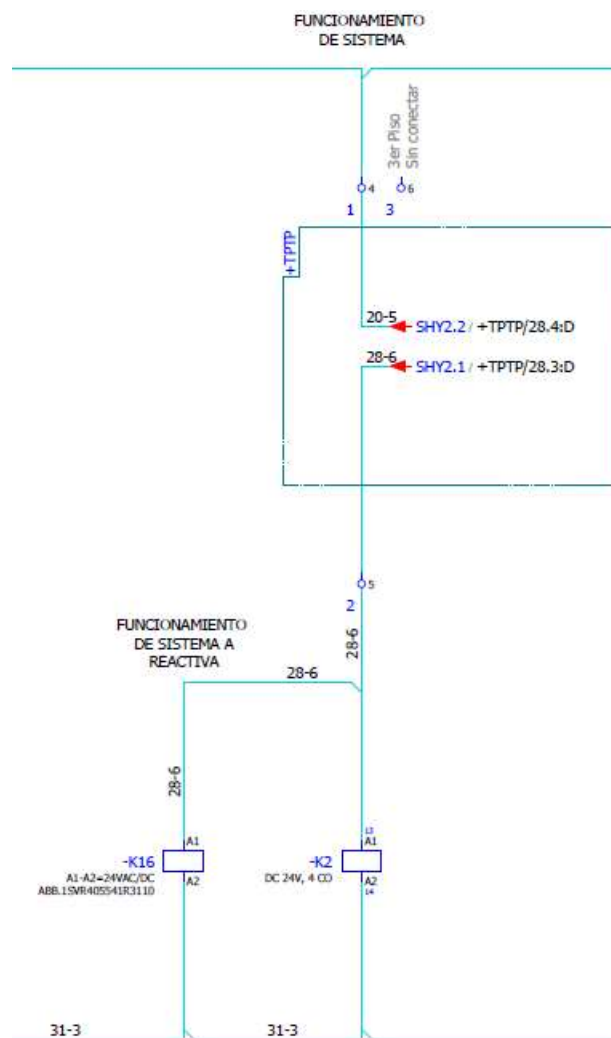 FUNCIONAMIENTO
DE SISTEMA
3er Piso
Sin conectar
4
6
1
3
+TPTP
20-5
SHY2.2 / +TPTP/28.4:D
28-6
SHY2.1 / +TPTP/28.3:D
5
2
FUNCIONAMIENTO
DE SISTEMA A
REACTIVA
28-6
28-6
28-6
13
A1
A1
-K16
-K2
A1-A2=24VAC/DC
DC 24V, 4 CO
A2
A2
ABB.1SVR405541R3110
14
31-3
31-3